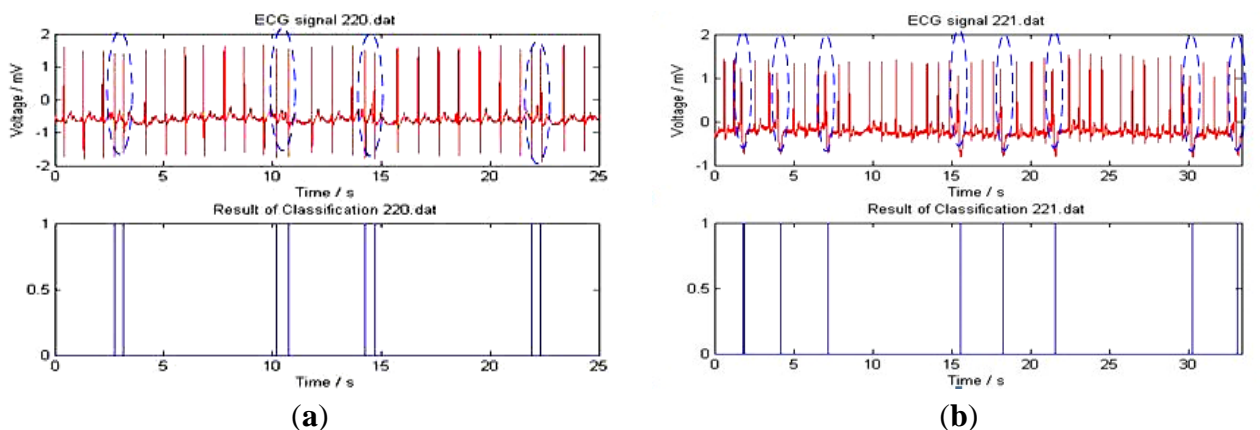 ECG signal 220.dat
2
1
0
-1
-2
Voltage / mV
0 5 10 15 20 25
Time / s
Result of Classification 220.dat
1
0.5
0
0 5 10 15 20 25
Time / s
(a)
ECG signal 221.dat
2
1
0
-1
Voltage / mV
0 5 10 15 20 25 30
Time / s
Result of Classification 221.dat
1
0.5
0
0 5 10 15 20 25 30
Time / s
(b)